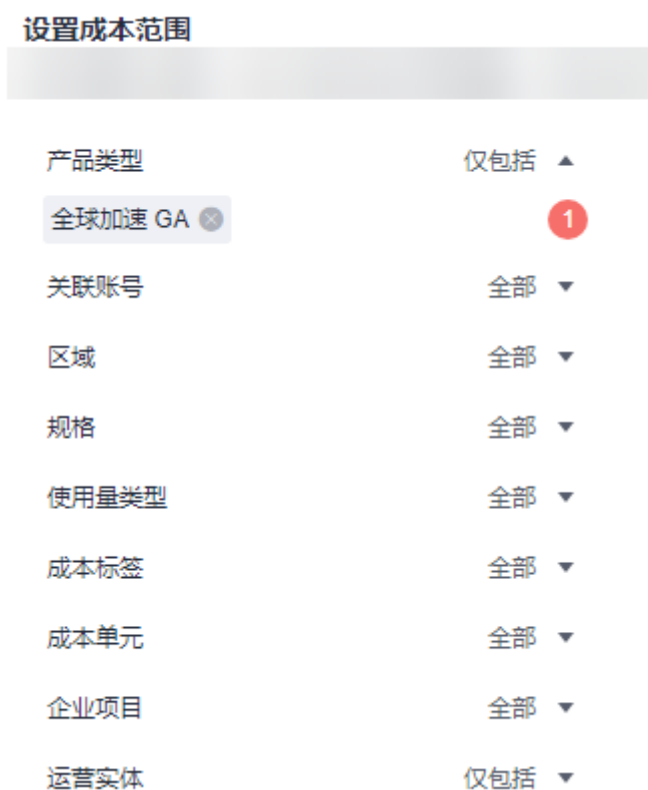 设置成本范围
产品类型 仅包括
全球加速 GA 1
关联账号 全部
区域 全部
规格 全部
使用量类型 全部
成本标签 全部
成本单元 全部
企业项目 全部
运营实体 仅包括